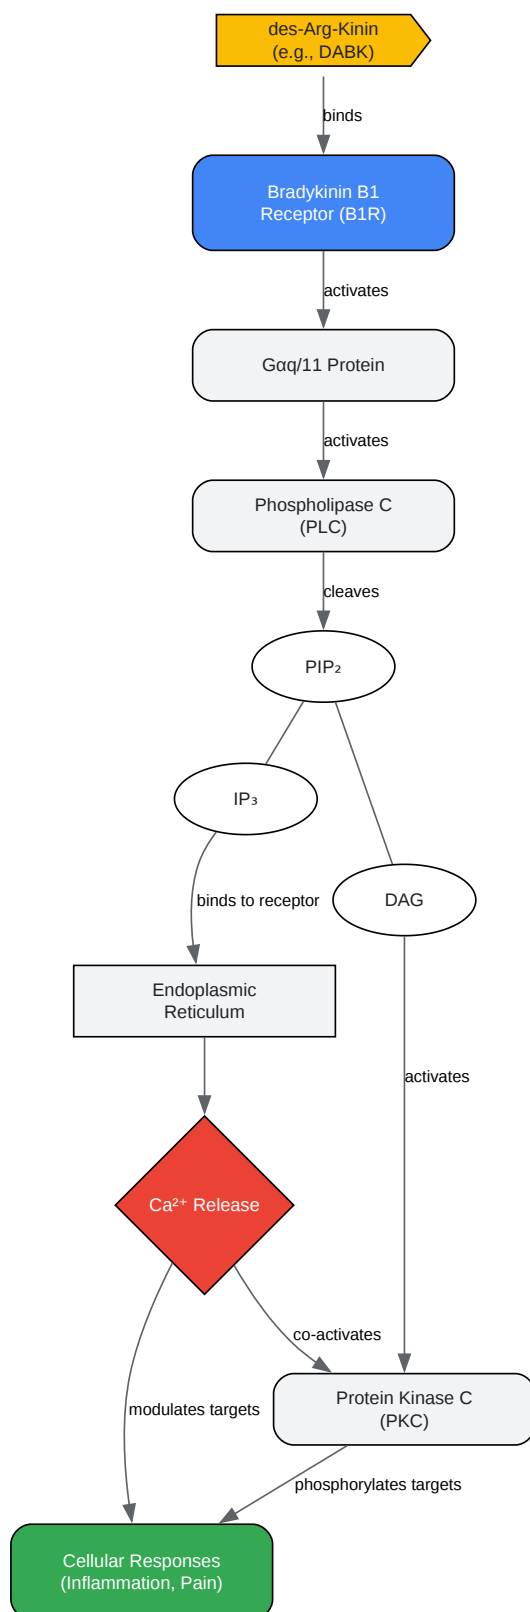 des-Arg-Kinin
(e.g., DABK)
binds
Bradykinin B1
Receptor (B1R)
activates
Gαq/11 Protein
activates
Phospholipase C
(PLC)
cleaves
PIP₂
IP₃
DAG
binds to receptor
Endoplasmic
Reticulum
activates
Ca²⁺ Release
co-activates
Protein Kinase C
(PKC)
modulates targets
phosphorylates targets
Cellular Responses
(Inflammation, Pain)